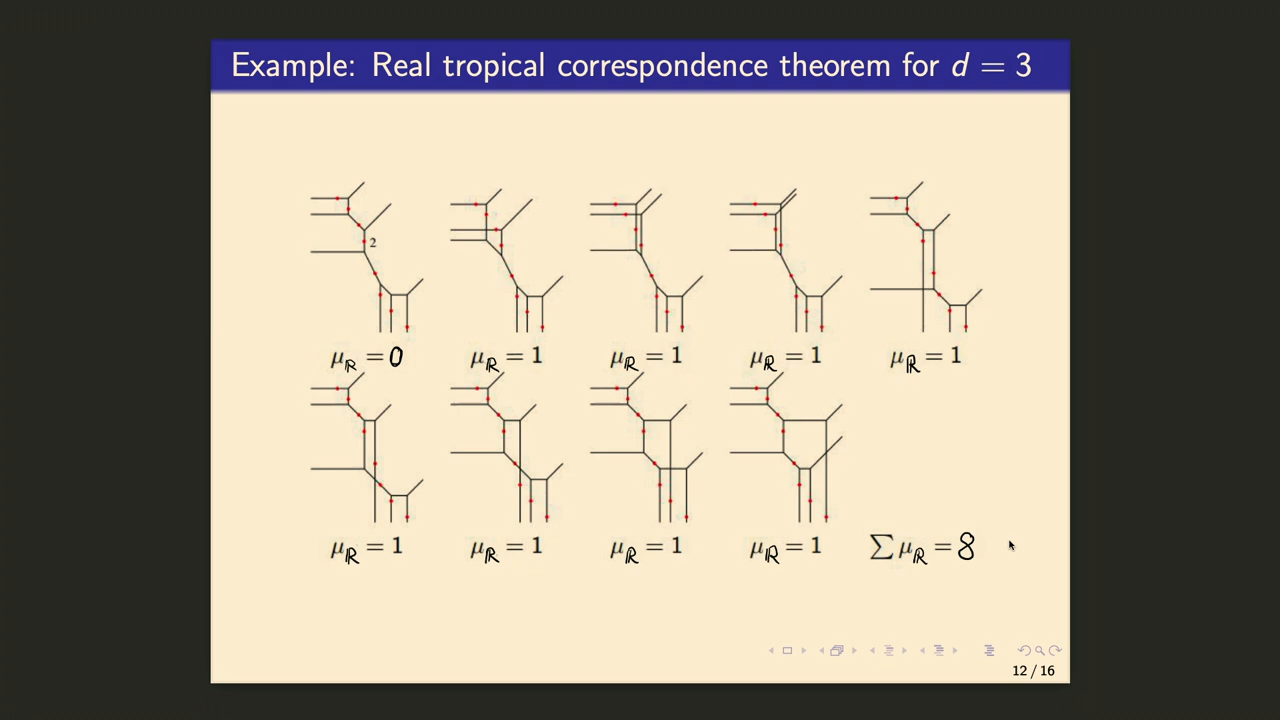 Example: Real tropical correspondence theorem for d = 3
2
μ_ℝ = 0 μ_ℝ = 1 μ_ℝ = 1 μ_ℝ = 1 μ_ℝ = 1
μ_ℝ = 1 μ_ℝ = 1 μ_ℝ = 1 μ_ℝ = 1 ∑ μ_ℝ = 8
12 / 16